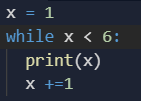 x = 1
while x < 6:
  print(x)
  x +=1